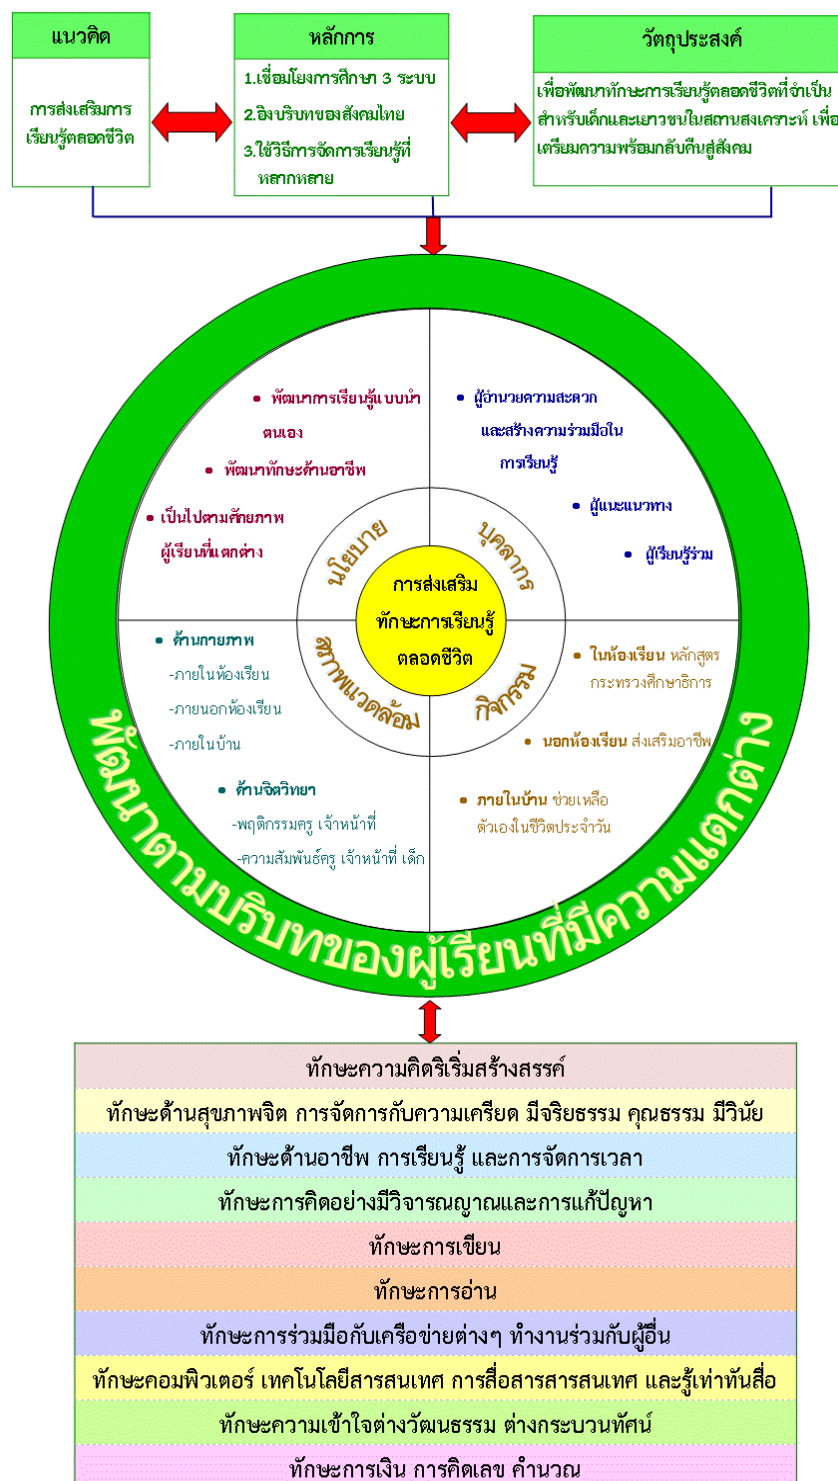 แนวคิด
การส่งเสริมการ
เรียนรู้ตลอดชีวิต
หลักการ
1.เชื่อมโยงการศึกษา 3 ระบบ
2.อิงบริบทของสังคมไทย
3.ใช้วิธีการจัดการเรียนรู้ที่
หลากหลาย
วัตถุประสงค์
เพื่อพัฒนาทักษะการเรียนรู้ตลอดชีวิตที่จำเป็น
สำหรับเด็กและเยาวชนในสถานสงเคราะห์ เพื่อ
เตรียมความพร้อมกลับคืนสู่สังคม
• พัฒนาการเรียนรู้แบบนำ
ตนเอง
• พัฒนาทักษะด้านอาชีพ
• เป็นไปตามศักยภาพ
ผู้เรียนที่แตกต่าง
• ผู้อำนวยความสะดวก
และสร้างความร่วมมือใน
การเรียนรู้
• ผู้แนะแนวทาง
• ผู้เรียนรู้ร่วม
นโยบาย
บุคลากร
การส่งเสริม
ทักษะการเรียนรู้
ตลอดชีวิต
สภาพแวดล้อม
กิจกรรม
• ด้านกายภาพ
-ภายในห้องเรียน
-ภายนอกห้องเรียน
-ภายในบ้าน
• ด้านจิตวิทยา
-พฤติกรรมครู เจ้าหน้าที่
-ความสัมพันธ์ครู เจ้าหน้าที่ เด็ก
• ในห้องเรียน หลักสูตร
กระทรวงศึกษาธิการ
• นอกห้องเรียน ส่งเสริมอาชีพ
• ภายในบ้าน ช่วยเหลือ
ตัวเองในชีวิตประจำวัน
พัฒนาตามบริบทของผู้เรียนที่มีความแตกต่าง
ทักษะความคิดริเริ่มสร้างสรรค์
ทักษะด้านสุขภาพจิต การจัดการกับความเครียด มีจริยธรรม คุณธรรม มีวินัย
ทักษะด้านอาชีพ การเรียนรู้ และการจัดการเวลา
ทักษะการคิดอย่างมีวิจารณญาณและการแก้ปัญหา
ทักษะการเขียน
ทักษะการอ่าน
ทักษะการร่วมมือกับเครือข่ายต่างๆ ทำงานร่วมกับผู้อื่น
ทักษะคอมพิวเตอร์ เทคโนโลยีสารสนเทศ การสื่อสารสารสนเทศ และรู้เท่าทันสื่อ
ทักษะความเข้าใจต่างวัฒนธรรม ต่างกระบวนทัศน์
ทักษะการเงิน การคิดเลข คำนวณ